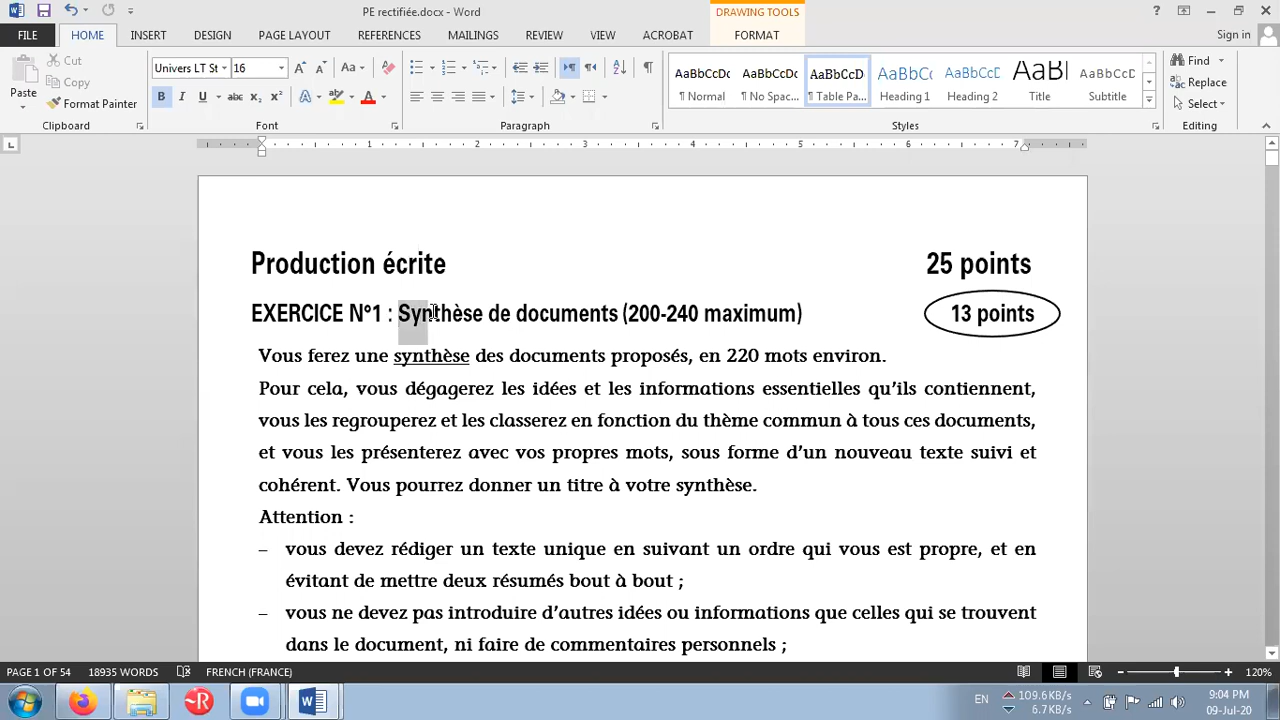 PE rectifiée.docx - Word
DRAWING TOOLS
? 
FILE HOME INSERT DESIGN PAGE LAYOUT REFERENCES MAILINGS REVIEW VIEW ACROBAT FORMAT Sign in
Paste
Cut
Copy
Format Painter
Clipboard
Univers LT St 16
Font
Paragraph
AaBbCcDc AaBbCcDc AaBbCcD AaBbCc AaBbCcD AaBl AaBbCcD
¶ Normal ¶ No Spac... ¶ Table Pa... Heading 1 Heading 2 Title Subtitle
Styles
Find
Replace
Select
Editing
1 2 3 4 5 6 7
Production écrite 25 points
EXERCICE N°1 : Synthèse de documents (200-240 maximum) 13 points
Vous ferez une synthèse des documents proposés, en 220 mots environ.
Pour cela, vous dégagerez les idées et les informations essentielles qu’ils contiennent,
vous les regrouperez et les classerez en fonction du thème commun à tous ces documents,
et vous les présenterez avec vos propres mots, sous forme d’un nouveau texte suivi et
cohérent. Vous pourrez donner un titre à votre synthèse.
Attention :
– vous devez rédiger un texte unique en suivant un ordre qui vous est propre, et en
évitant de mettre deux résumés bout à bout ;
– vous ne devez pas introduire d’autres idées ou informations que celles qui se trouvent
dans le document, ni faire de commentaires personnels ;
PAGE 1 OF 54 18935 WORDS FRENCH (FRANCE) 120%
EN 109.6KB/s 9:04 PM
6.7KB/s 09-Jul-20